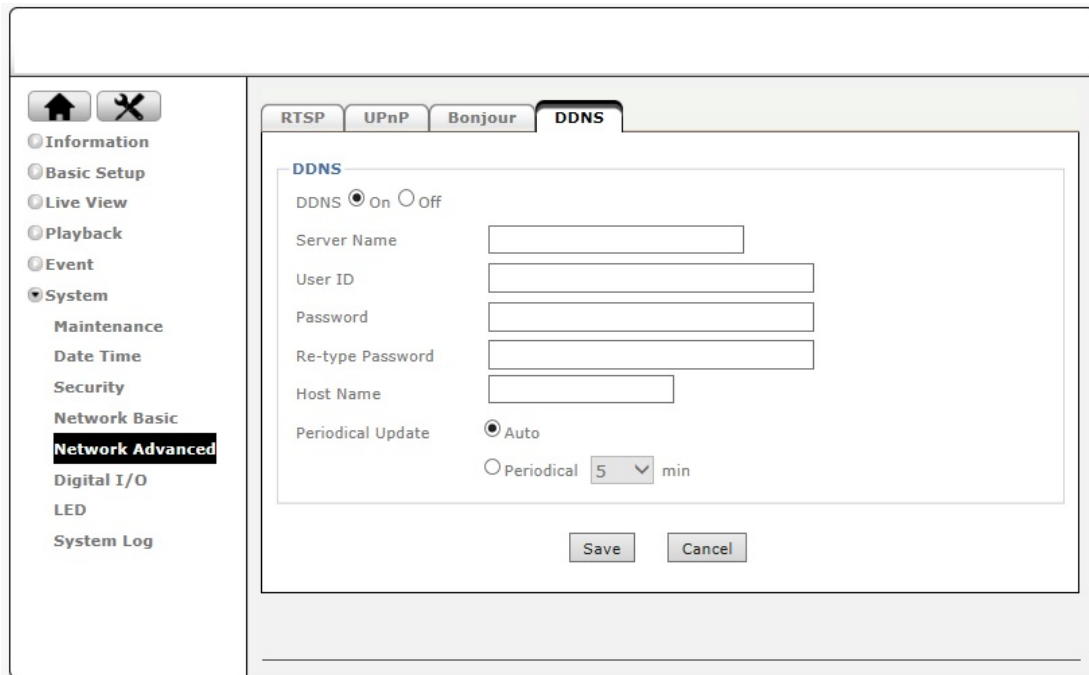 Information
Basic Setup
Live View
Playback
Event
System
Maintenance
Date Time
Security
Network Basic
Network Advanced
Digital I/O
LED
System Log
RTSP UPnP Bonjour DDNS
DDNS
DDNS On Off
Server Name
User ID
Password
Re-type Password
Host Name
Periodical Update Auto
Periodical 5 min
Save Cancel